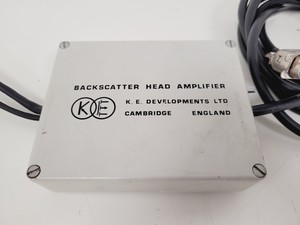 BACKSCATTER HEAD AMPLIFIER
KE
K. E. DEVELOPMENTS LTD
CAMBRIDGE ENGLAND